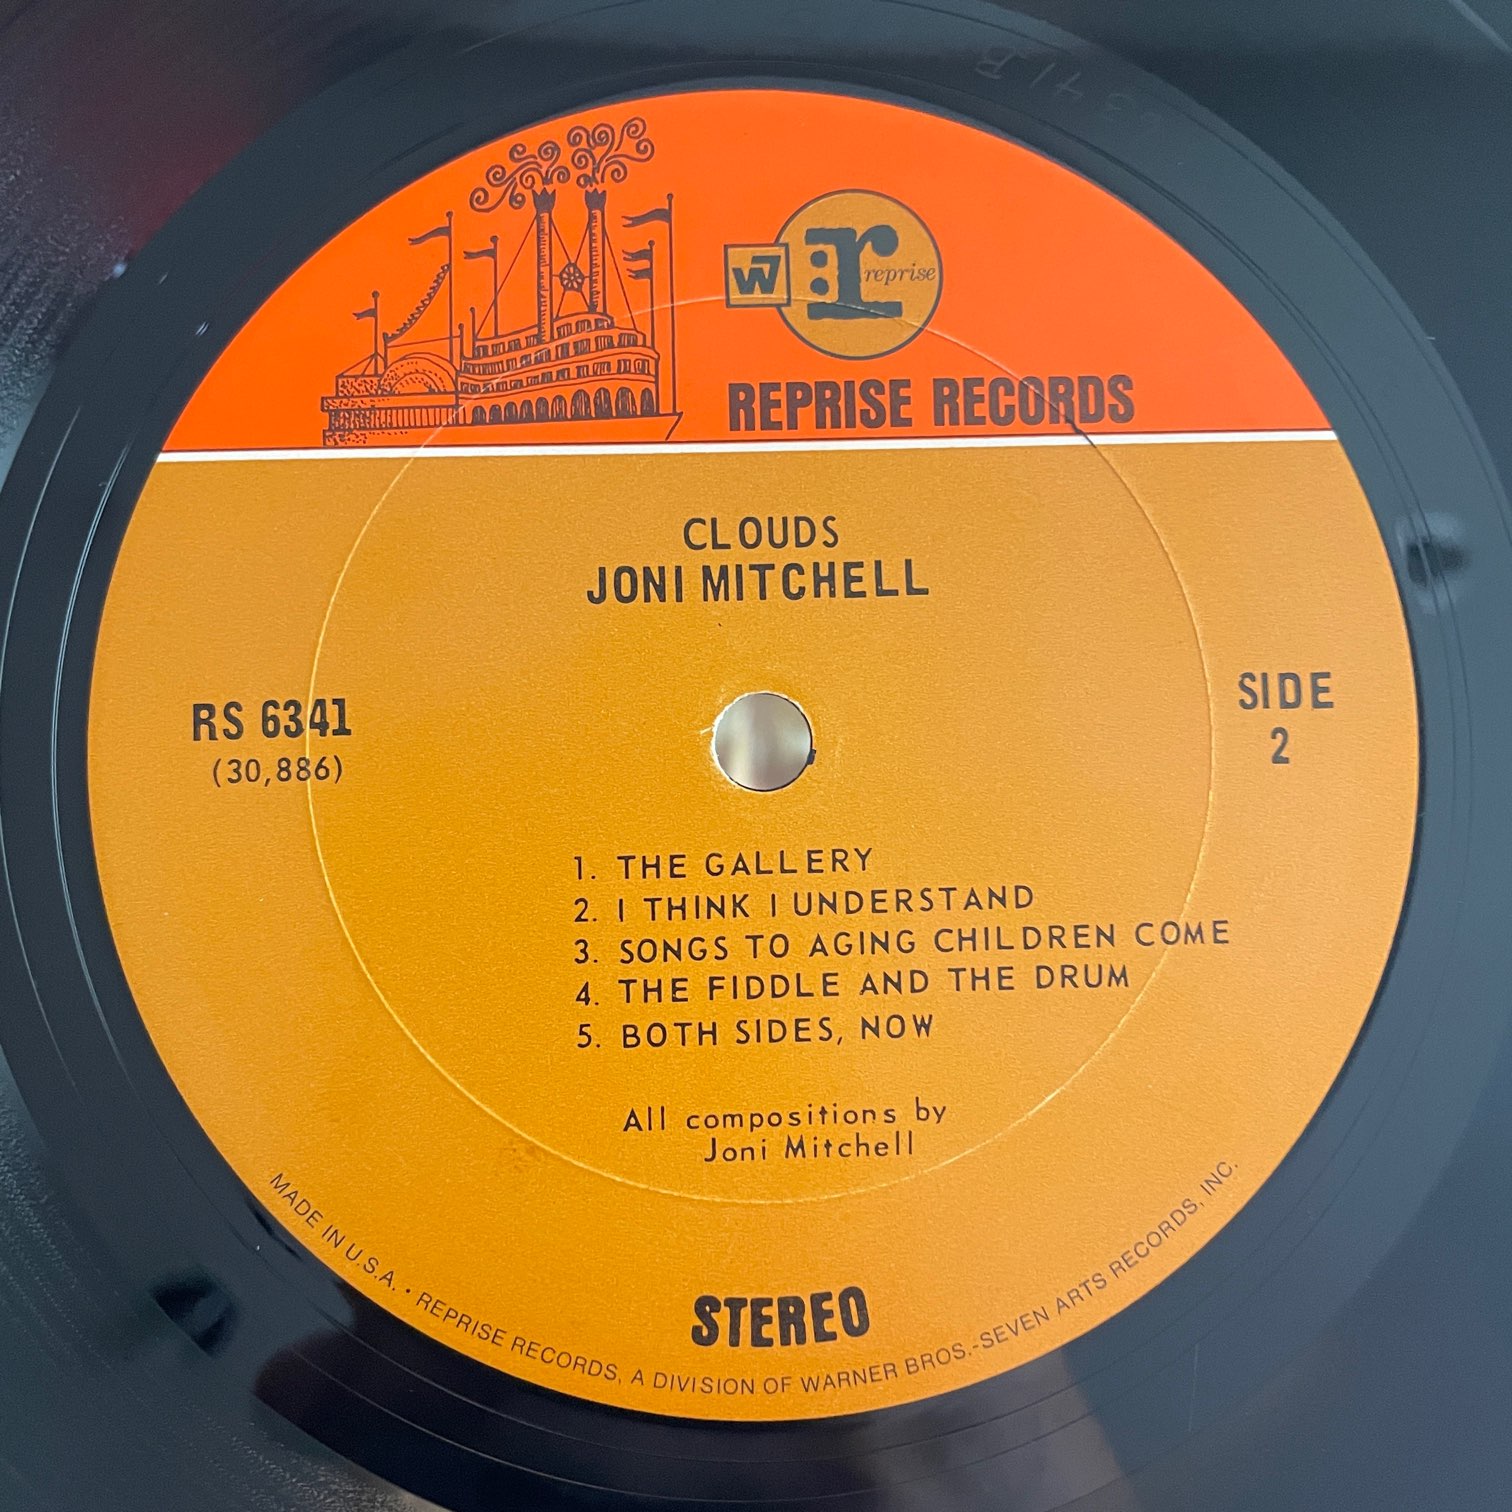 W7
r: reprise
REPRISE RECORDS
CLOUDS
JONI MITCHELL
RS 6341
(30,886)
SIDE
2
1. THE GALLERY
2. I THINK I UNDERSTAND
3. SONGS TO AGING CHILDREN COME
4. THE FIDDLE AND THE DRUM
5. BOTH SIDES, NOW
All compositions by
Joni Mitchell
STEREO
MADE IN U.S.A. • REPRISE RECORDS, A DIVISION OF WARNER BROS.-SEVEN ARTS RECORDS, INC.